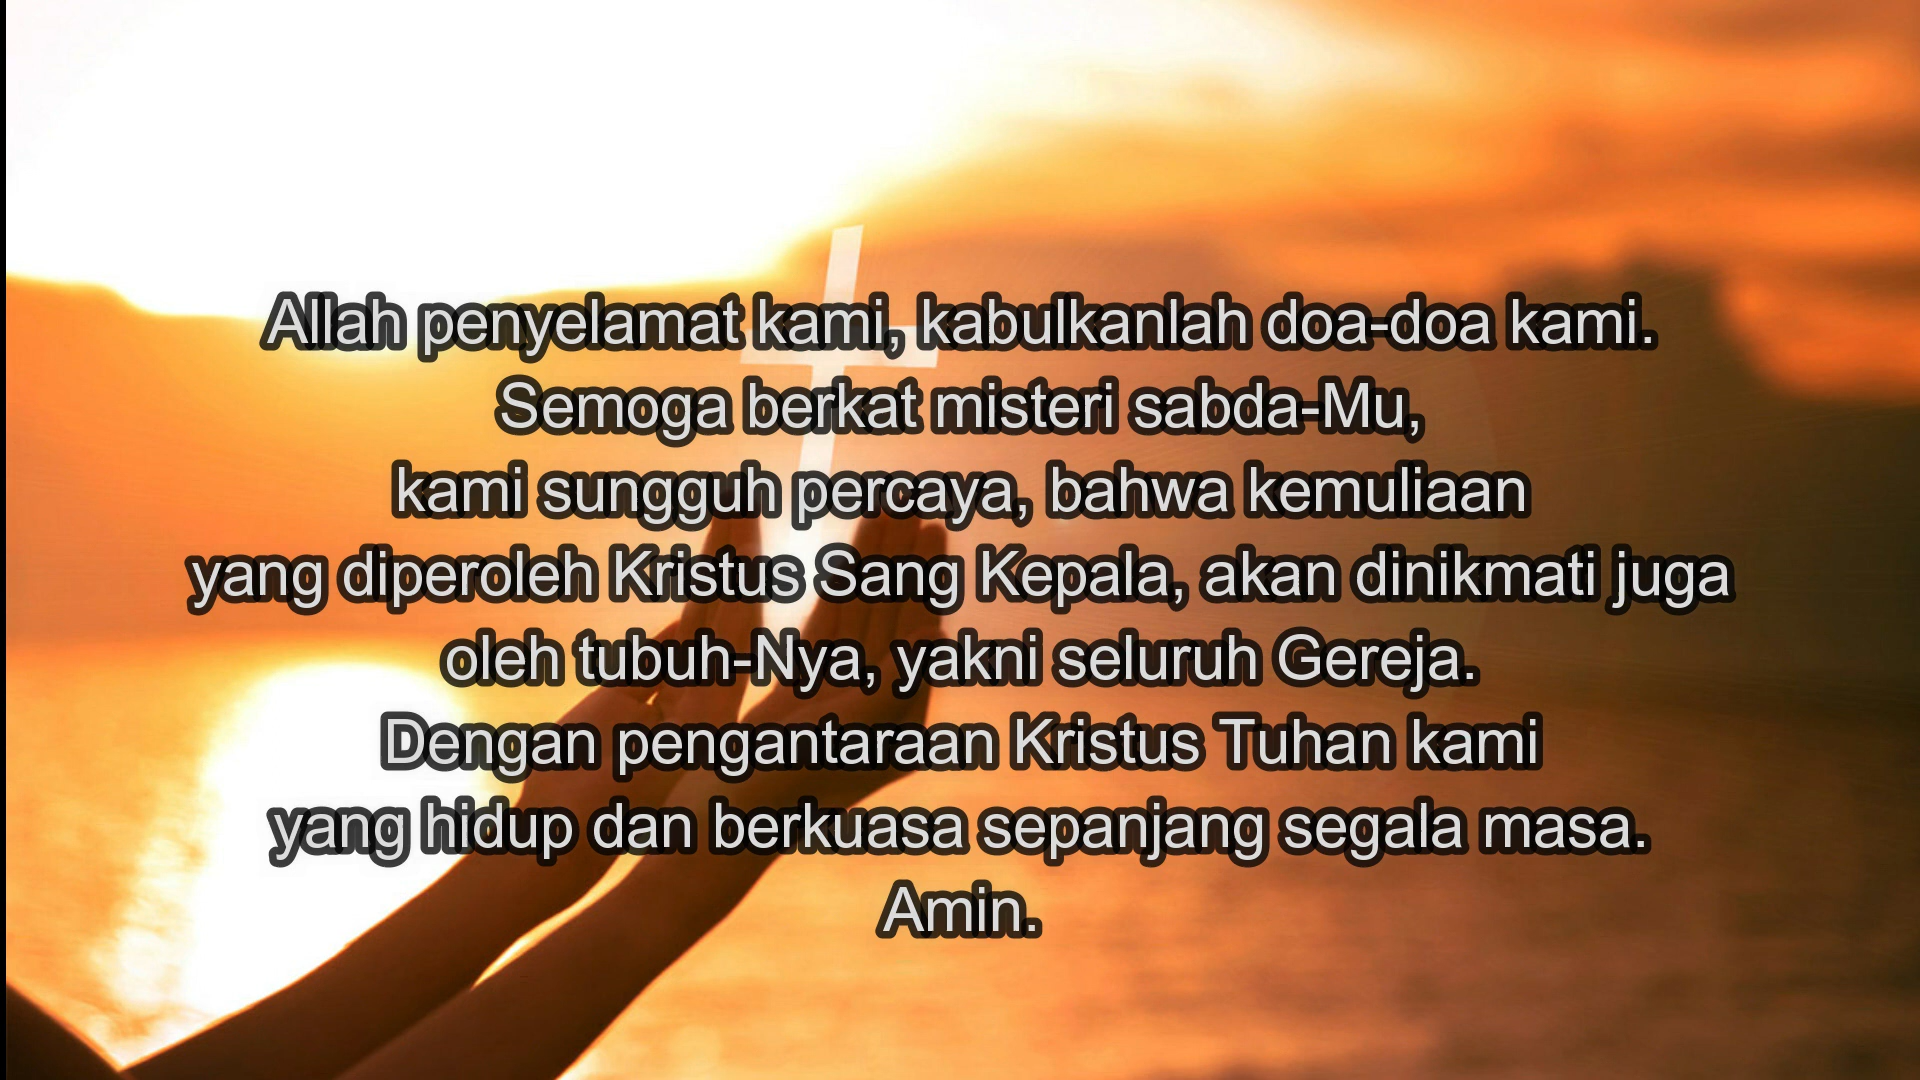 Allah penyelamat kami, kabulkanlah doa-doa kami.
Semoga berkat misteri sabda-Mu,
kami sungguh percaya, bahwa kemuliaan
yang diperoleh Kristus Sang Kepala, akan dinikmati juga
oleh tubuh-Nya, yakni seluruh Gereja.
Dengan pengantaraan Kristus Tuhan kami
yang hidup dan berkuasa sepanjang segala masa.
Amin.